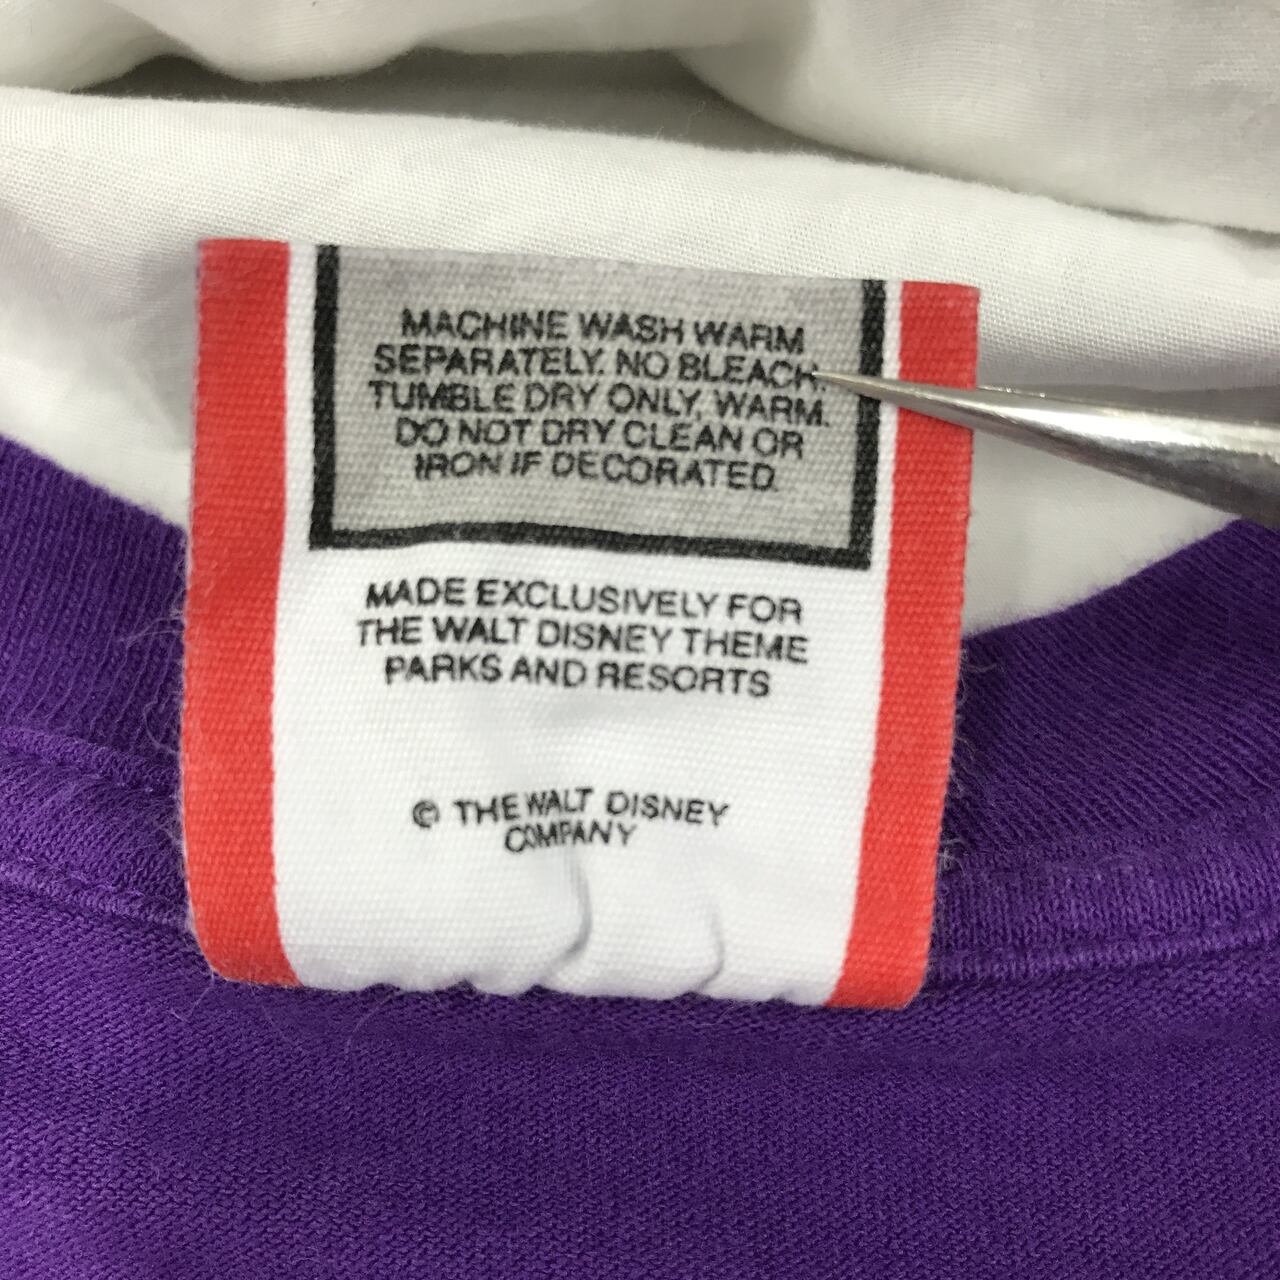 MACHINE WASH WARM
SEPARATELY. NO BLEACH.
TUMBLE DRY ONLY, WARM.
DO NOT DRY CLEAN OR
IRON IF DECORATED.
MADE EXCLUSIVELY FOR
THE WALT DISNEY THEME
PARKS AND RESORTS
© THE WALT DISNEY
COMPANY